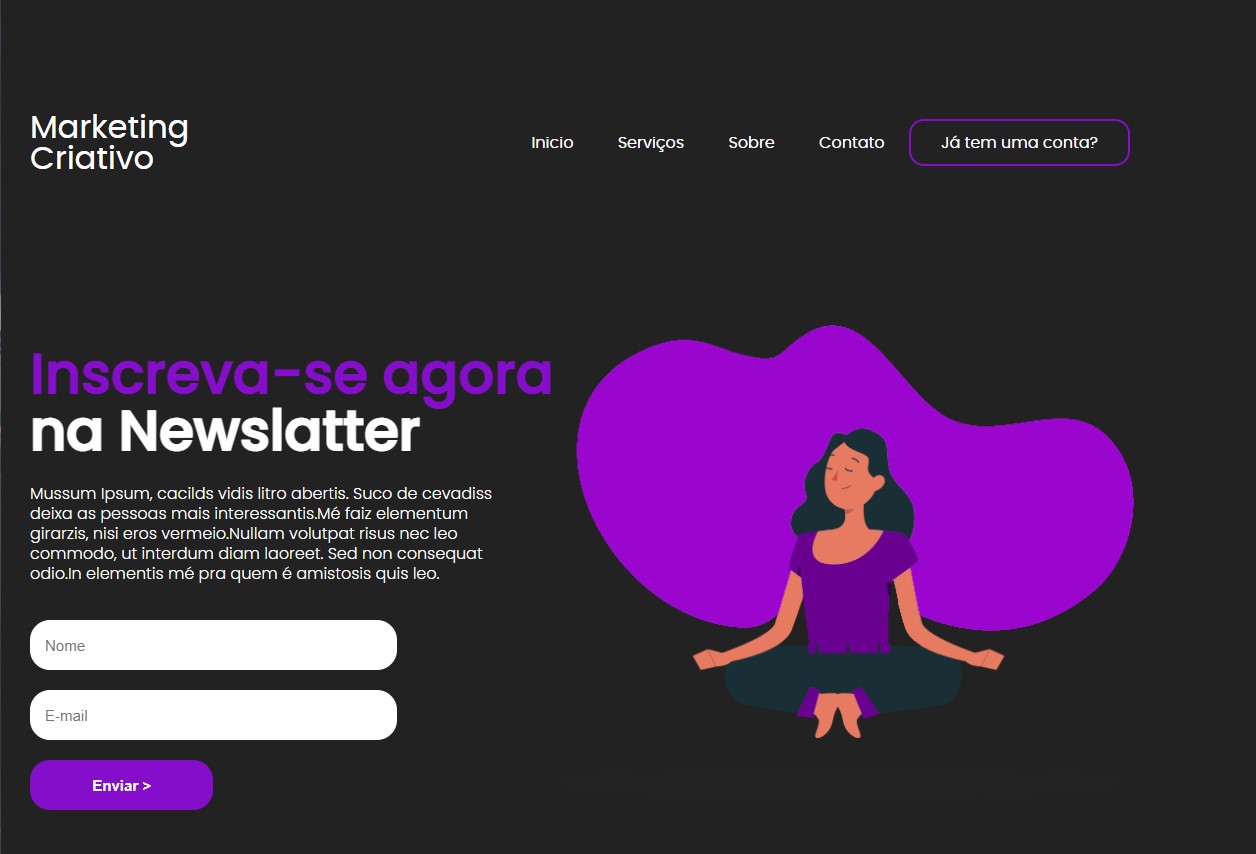 Marketing
Criativo
Inicio Serviços Sobre Contato Já tem uma conta?
Inscreva-se agora
na Newslatter
Mussum Ipsum, cacilds vidis litro abertis. Suco de cevadiss
deixa as pessoas mais interessantis.Mé faiz elementum
girarzis, nisi eros vermeio.Nullam volutpat risus nec leo
commodo, ut interdum diam laoreet. Sed non consequat
odio.In elementis mé pra quem é amistosis quis leo.
Nome
E-mail
Enviar >